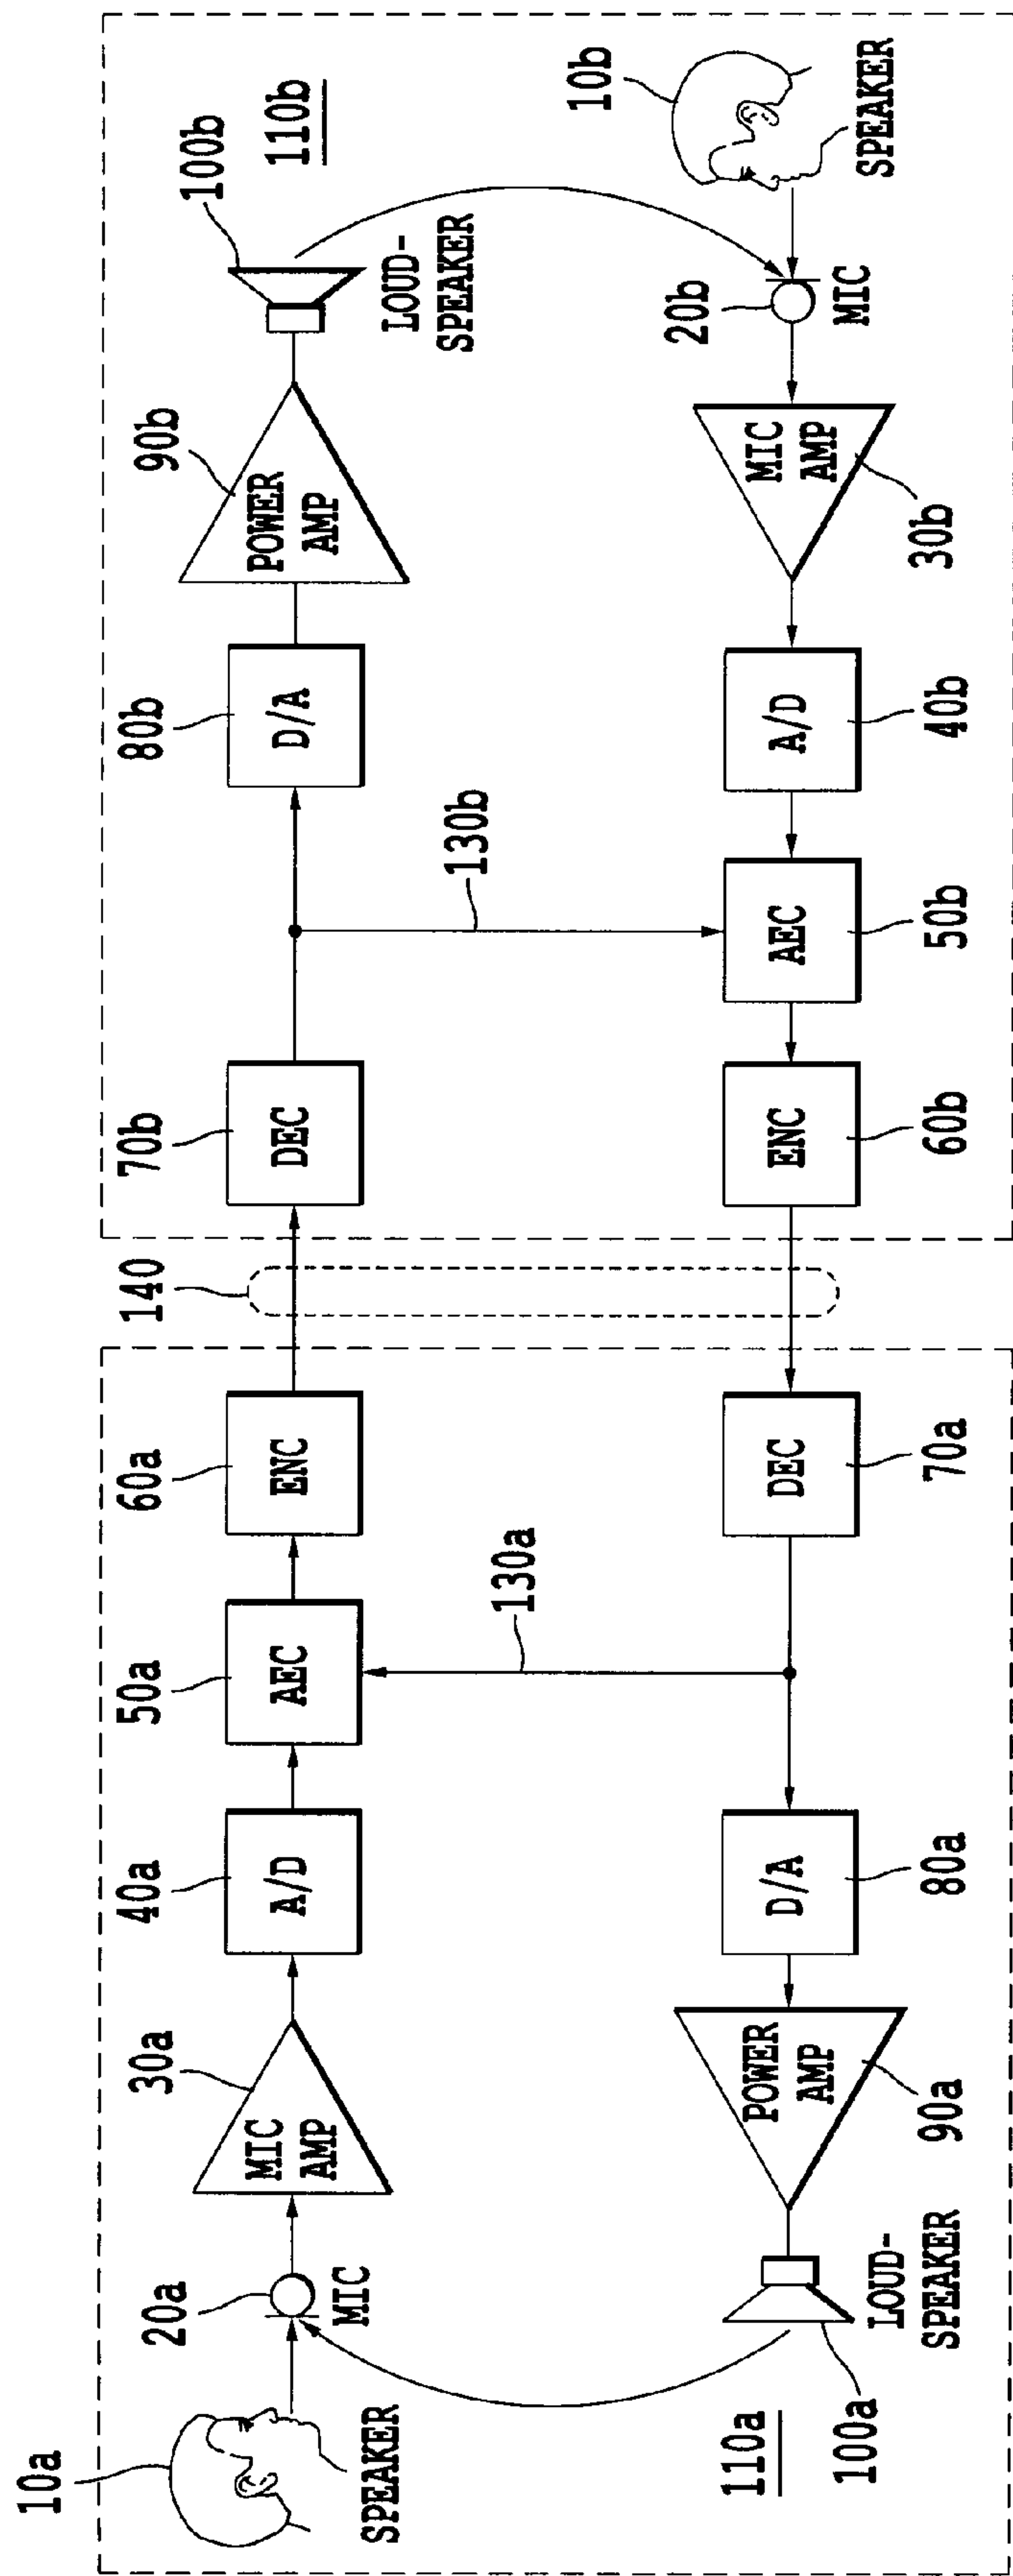 10a
SPEAKER
20a
MIC
30a
MIC
AMP
40a
A/D
50a
AEC
60a
ENC
130a
110a
100a
LOUD-
SPEAKER
90a
POWER
AMP
80a
D/A
70a
DEC
140
70b
DEC
80b
D/A
90b
POWER
AMP
100b
LOUD-
SPEAKER
110b
130b
60b
ENC
50b
AEC
40b
A/D
30b
MIC
AMP
20b
MIC
10b
SPEAKER